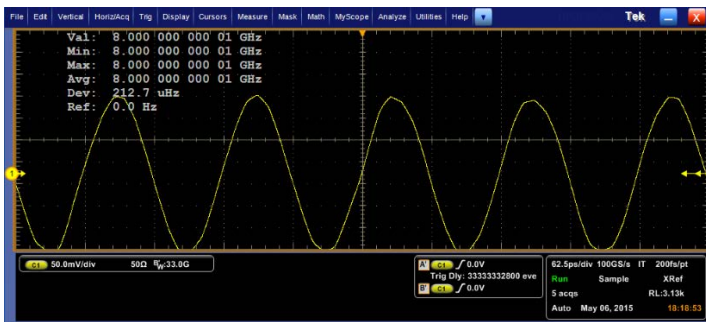 File Edit Vertical Horiz/Acq Trig Display Cursors Measure Mask Math MyScope Analyze Utilities Help Tek X
Val: 8.000 000 000 01 GHz
Min: 8.000 000 000 01 GHz
Max: 8.000 000 000 01 GHz
Avg: 8.000 000 000 01 GHz
Dev: 212.7 uHz
Ref: 0.0 Hz
1
C1 50.0mV/div 50Ω BW:33.0G
A' C1 ∫ 0.0V
Trig Dly: 33333332800 eve
B' C1 ∫ 0.0V
62.5ps/div 100GS/s IT 200fs/pt
Run Sample XRef
5 acqs RL:3.13k
Auto May 06, 2015 18:16:53